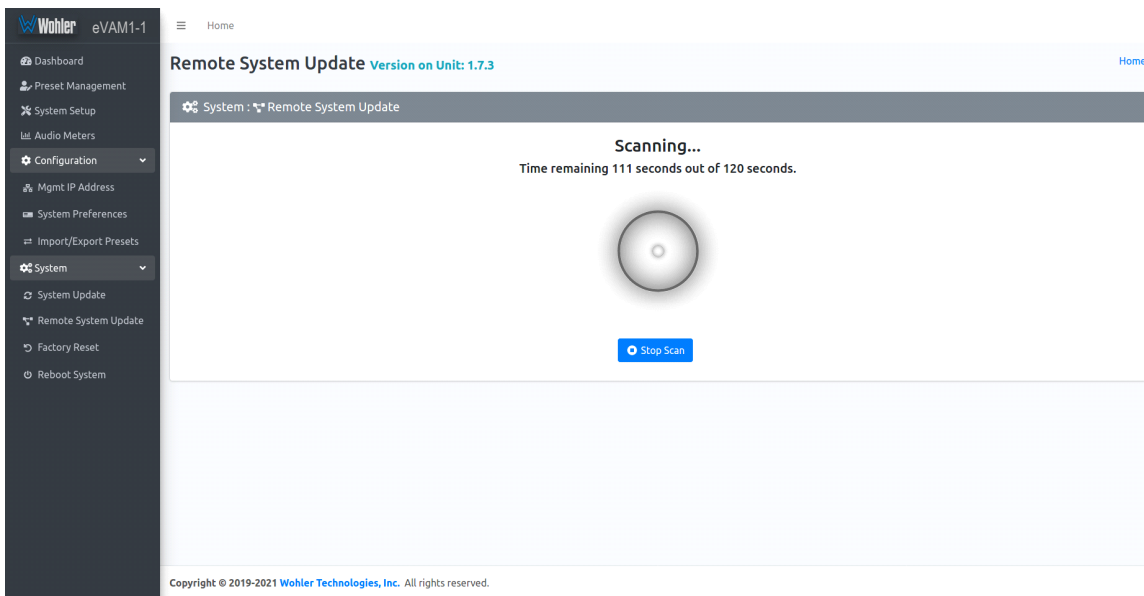 Wohler eVAM1-1
Home
Dashboard
Preset Management
System Setup
Audio Meters
Configuration
Mgmt IP Address
System Preferences
Import/Export Presets
System
System Update
Remote System Update
Factory Reset
Reboot System
Remote System Update Version on Unit: 1.7.3
Home
System : Remote System Update
Scanning...
Time remaining 111 seconds out of 120 seconds.
Stop Scan
Copyright © 2019-2021 Wohler Technologies, Inc. All rights reserved.